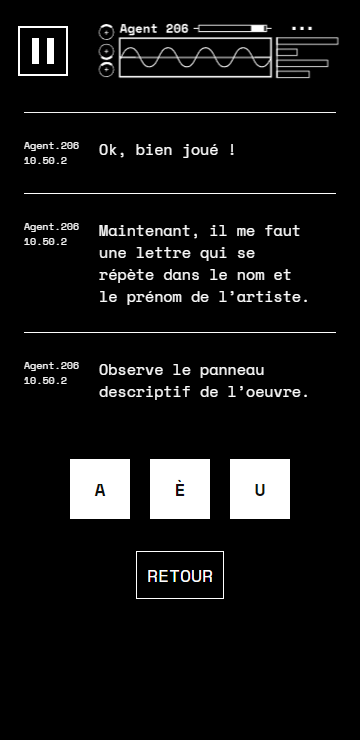 Agent 206
Agent.206
10.50.2
Ok, bien joué !
Agent.206
10.50.2
Maintenant, il me faut
une lettre qui se
répète dans le nom et
le prénom de l’artiste.
Agent.206
10.50.2
Observe le panneau
descriptif de l’oeuvre.
A
È
U
RETOUR